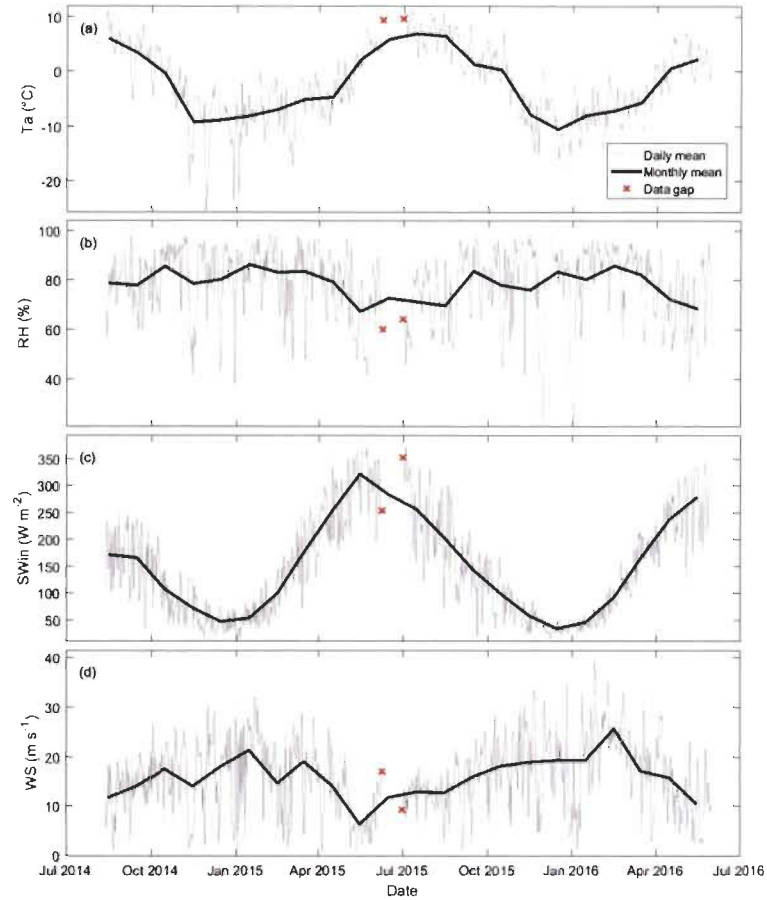 (a)
10
0
-10
-20
Ta (°C)
Daily mean
Monthly mean
Data gap
(b)
100
80
60
40
RH (%)
(c)
350
300
250
200
150
100
50
SWin (W m⁻²)
(d)
40
30
20
10
0
WS (m s⁻¹)
Jul 2014 Oct 2014 Jan 2015 Apr 2015 Jul 2015 Oct 2015 Jan 2016 Apr 2016 Jul 2016
Date